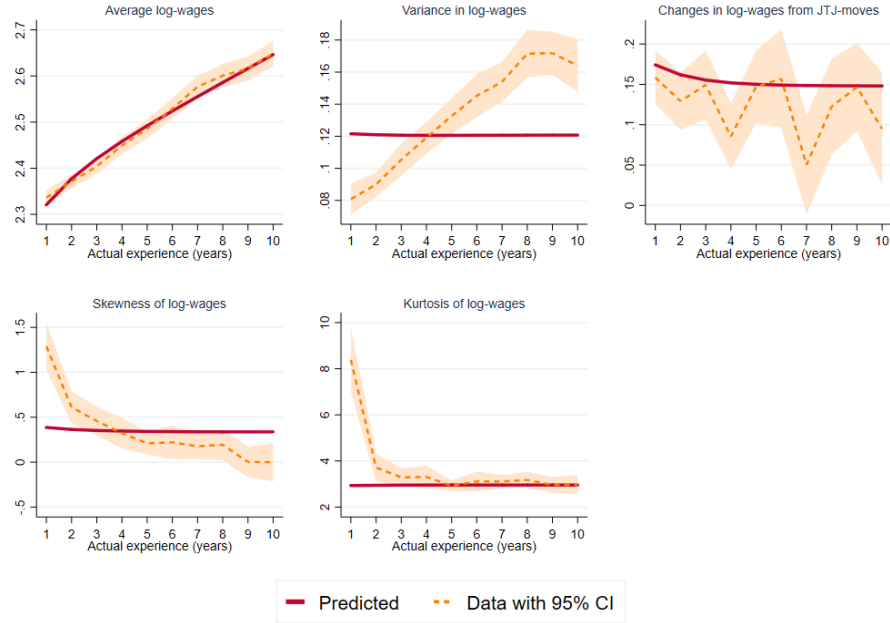 Average log-wages
2.7
2.6
2.5
2.4
2.3
1 2 3 4 5 6 7 8 9 10
Actual experience (years)
Variance in log-wages
.18
.16
.14
.12
.1
.08
1 2 3 4 5 6 7 8 9 10
Actual experience (years)
Changes in log-wages from JTJ-moves
.2
.15
.1
.05
0
1 2 3 4 5 6 7 8 9 10
Actual experience (years)
Skewness of log-wages
1.5
1
.5
0
-.5
1 2 3 4 5 6 7 8 9 10
Actual experience (years)
Kurtosis of log-wages
10
8
6
4
2
1 2 3 4 5 6 7 8 9 10
Actual experience (years)
Predicted
Data with 95% CI